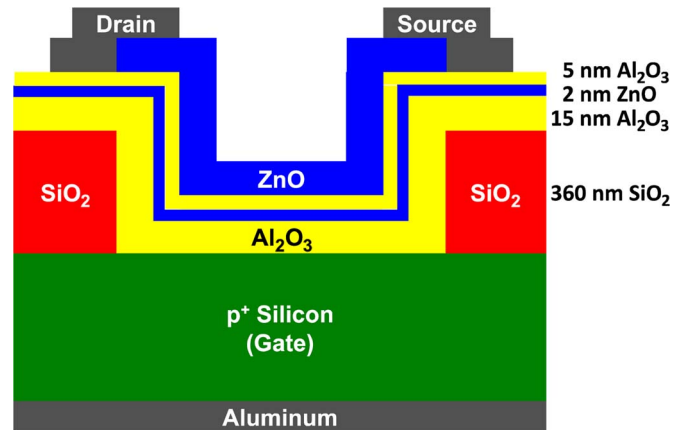 Drain
Source
5 nm Al₂O₃
2 nm ZnO
15 nm Al₂O₃
SiO₂
ZnO
SiO₂
360 nm SiO₂
Al₂O₃
p⁺ Silicon
(Gate)
Aluminum